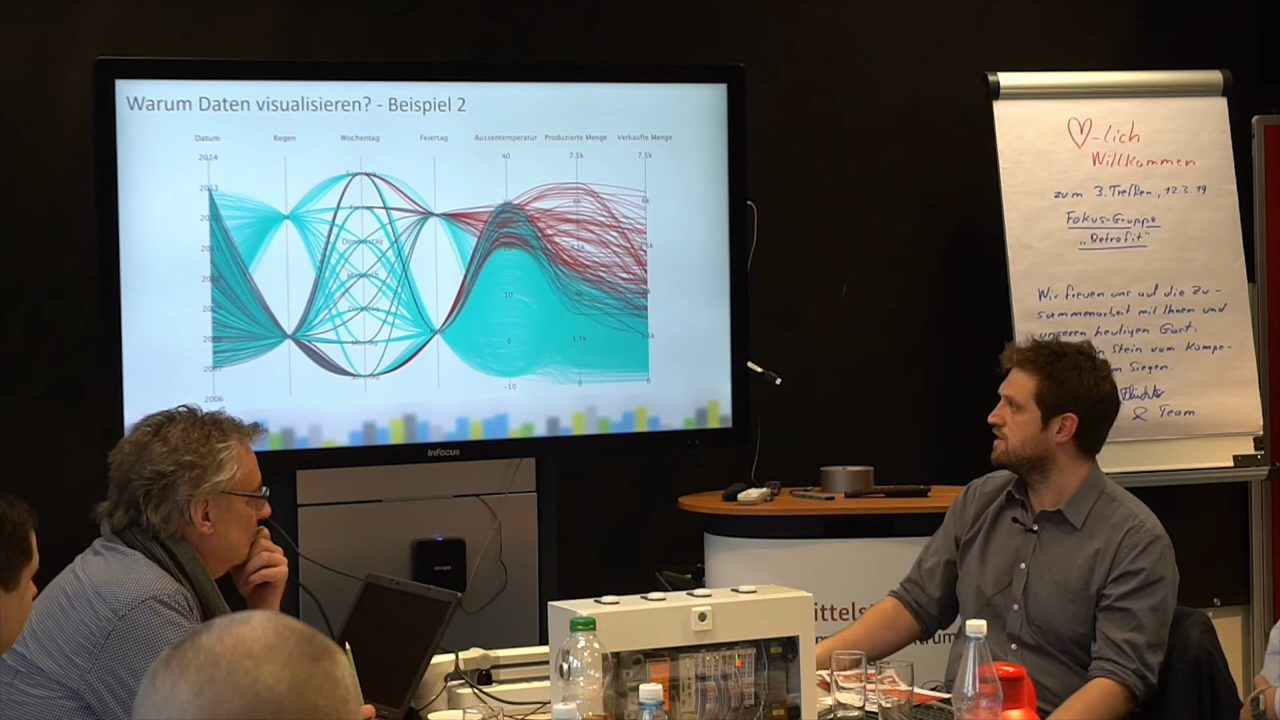 Warum Daten visualisieren? - Beispiel 2
Datum Regen Wochentag Feiertag Aussentemperatur Produzierte Menge Verkaufte Menge
2014 40 7.5k 7.5k
2013
10 1.5k
0
-10 0 0
2006
InFocus
♡-lich
Willkommen
zum 3. Treffen, 12.3.19
Fokus-Gruppe
„Retrofit"
Wir freuen uns auf die Zu-
sammenarbeit mit Ihnen und
unseren heutigen Gast,
Stein vom Kompe-
Siegen.
& Team
ittelst